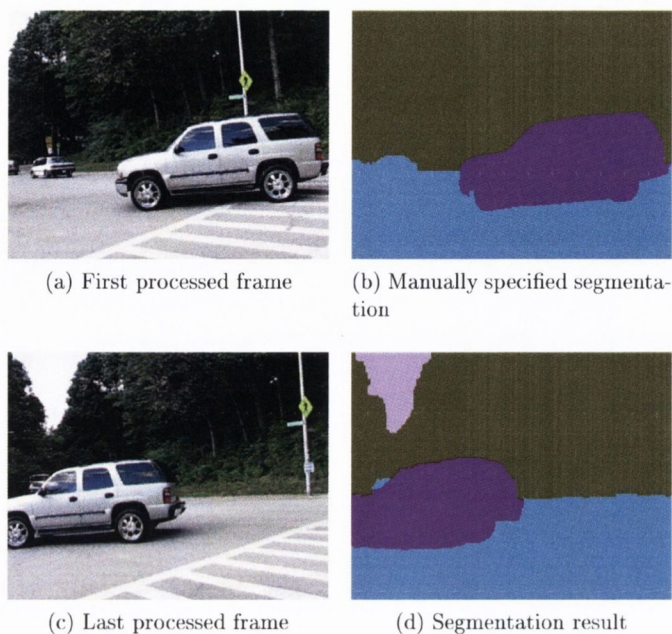 (a) First processed frame
(b) Manually specified segmenta-
tion
(c) Last processed frame
(d) Segmentation result